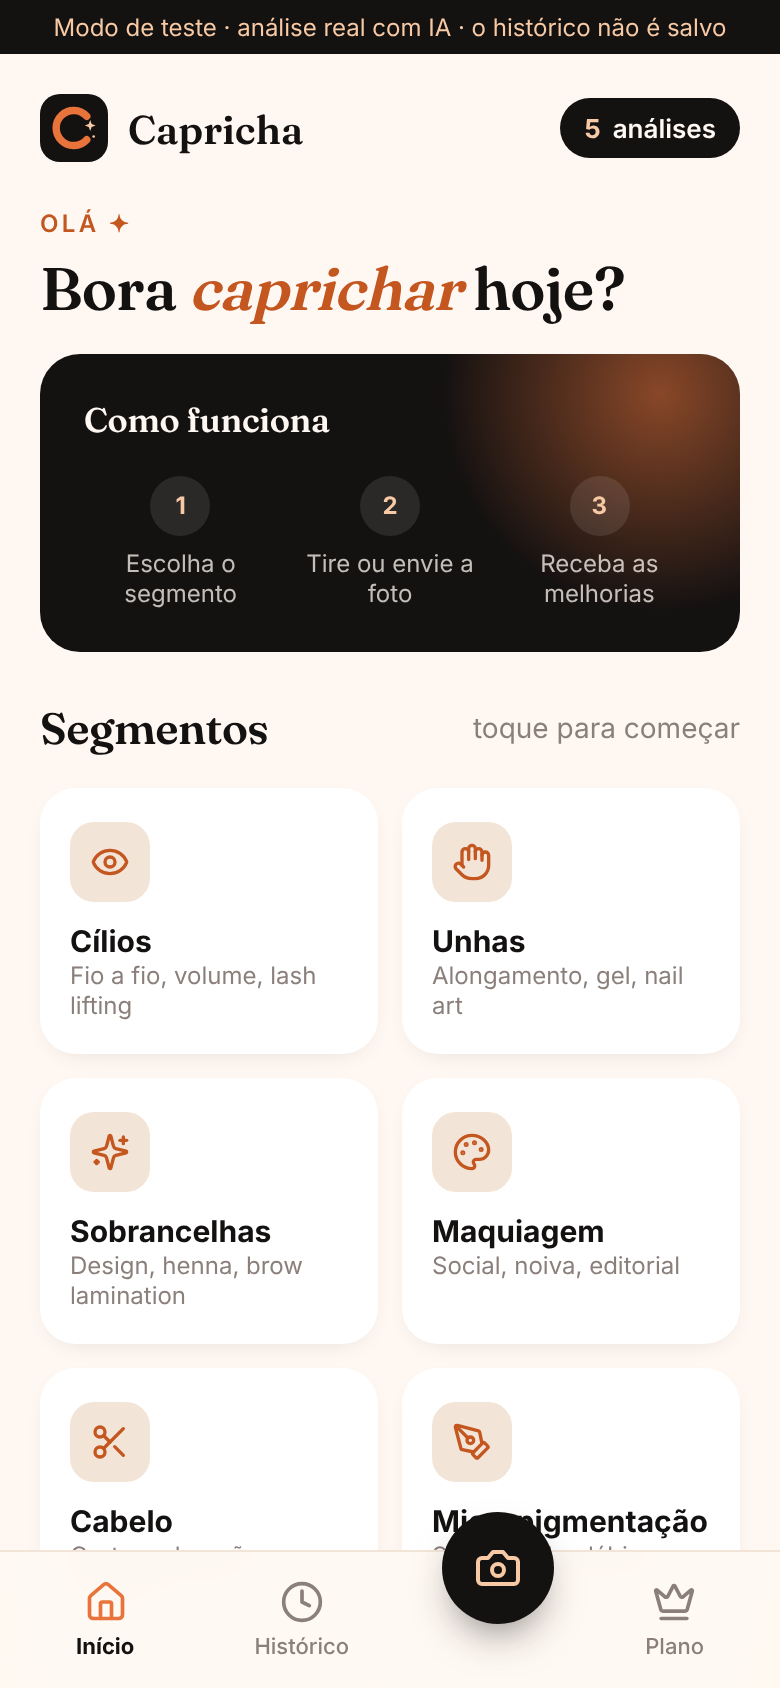 Modo de teste · análise real com IA · o histórico não é salvo
Capricha
5 análises
OLÁ ✦
Bora caprichar hoje?
Como funciona
1
2
3
Escolha o
segmento
Tire ou envie a
foto
Receba as
melhorias
Segmentos
toque para começar
Cílios
Fio a fio, volume, lash
lifting
Unhas
Alongamento, gel, nail
art
Sobrancelhas
Design, henna, brow
lamination
Maquiagem
Social, noiva, editorial
Cabelo
Início
Histórico
Plano